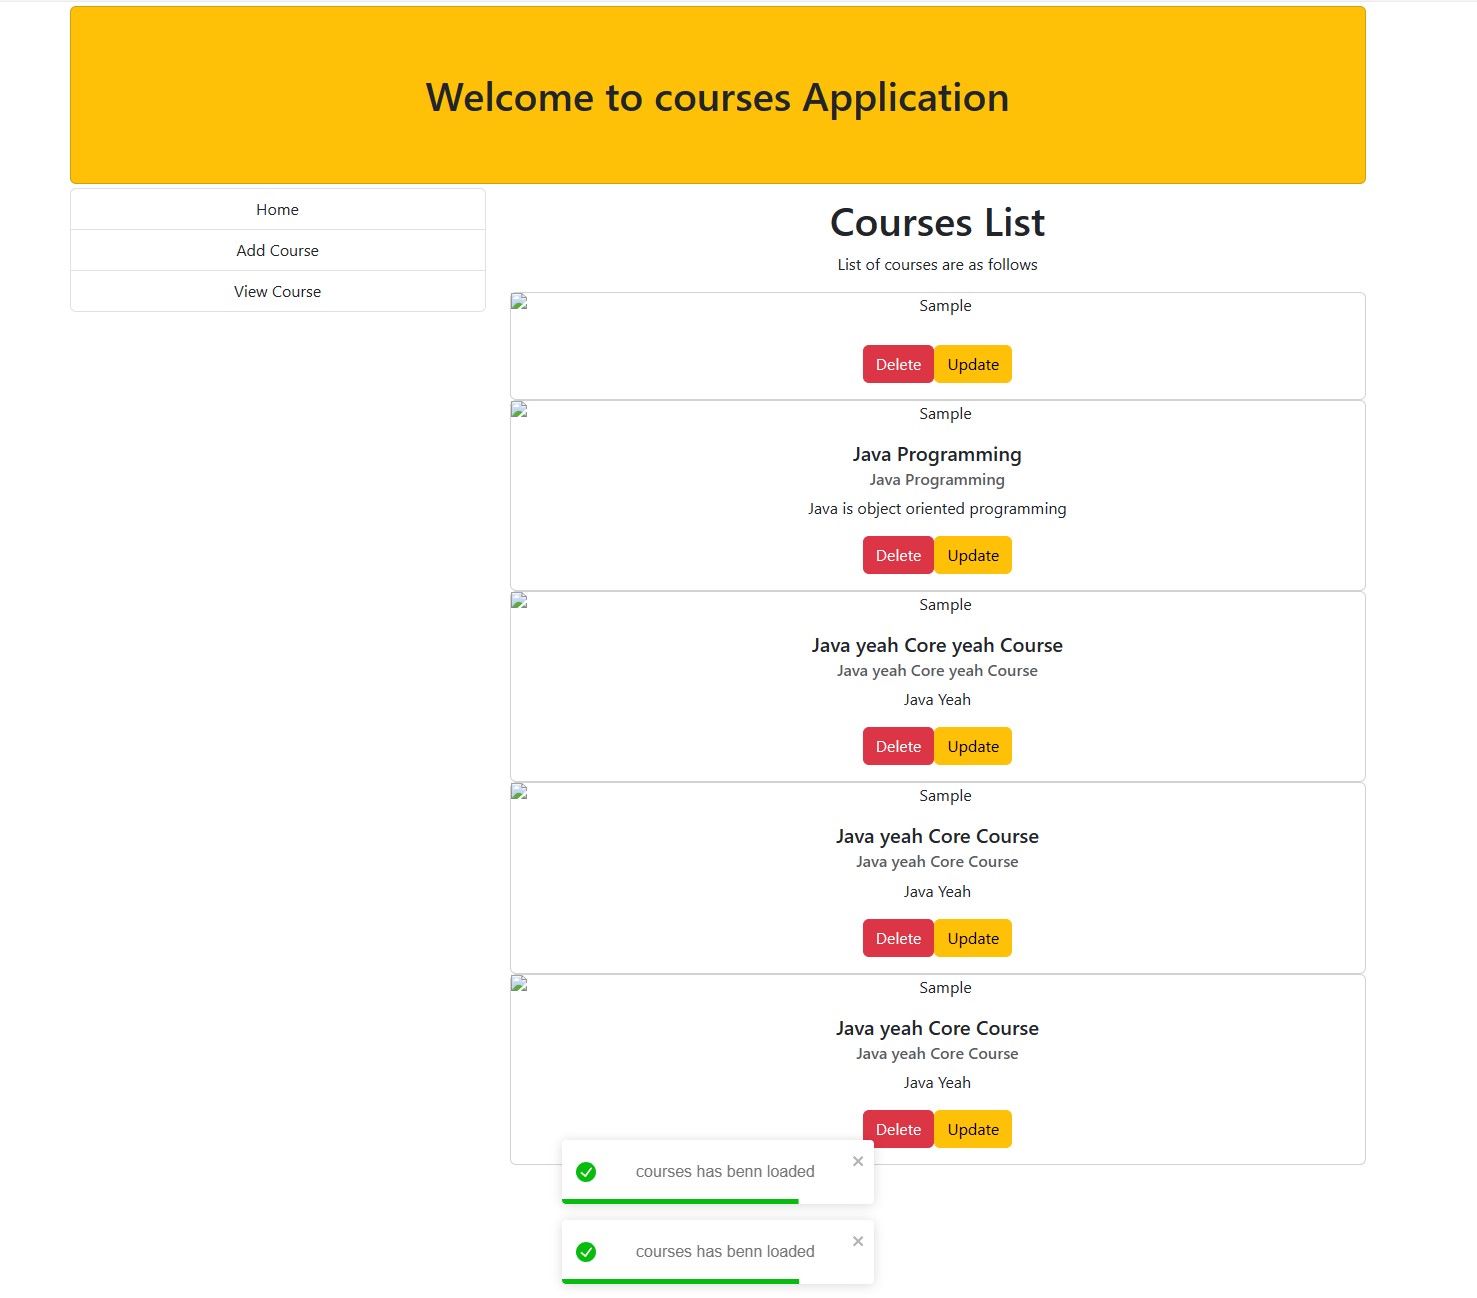 Welcome to courses Application
Home
Add Course
View Course
Courses List
List of courses are as follows
Sample
Delete Update
Sample
Java Programming
Java Programming
Java is object oriented programming
Delete Update
Sample
Java yeah Core yeah Course
Java yeah Core yeah Course
Java Yeah
Delete Update
Sample
Java yeah Core Course
Java yeah Core Course
Java Yeah
Delete Update
Sample
Java yeah Core Course
Java yeah Core Course
Java Yeah
Delete Update
courses has benn loaded
courses has benn loaded